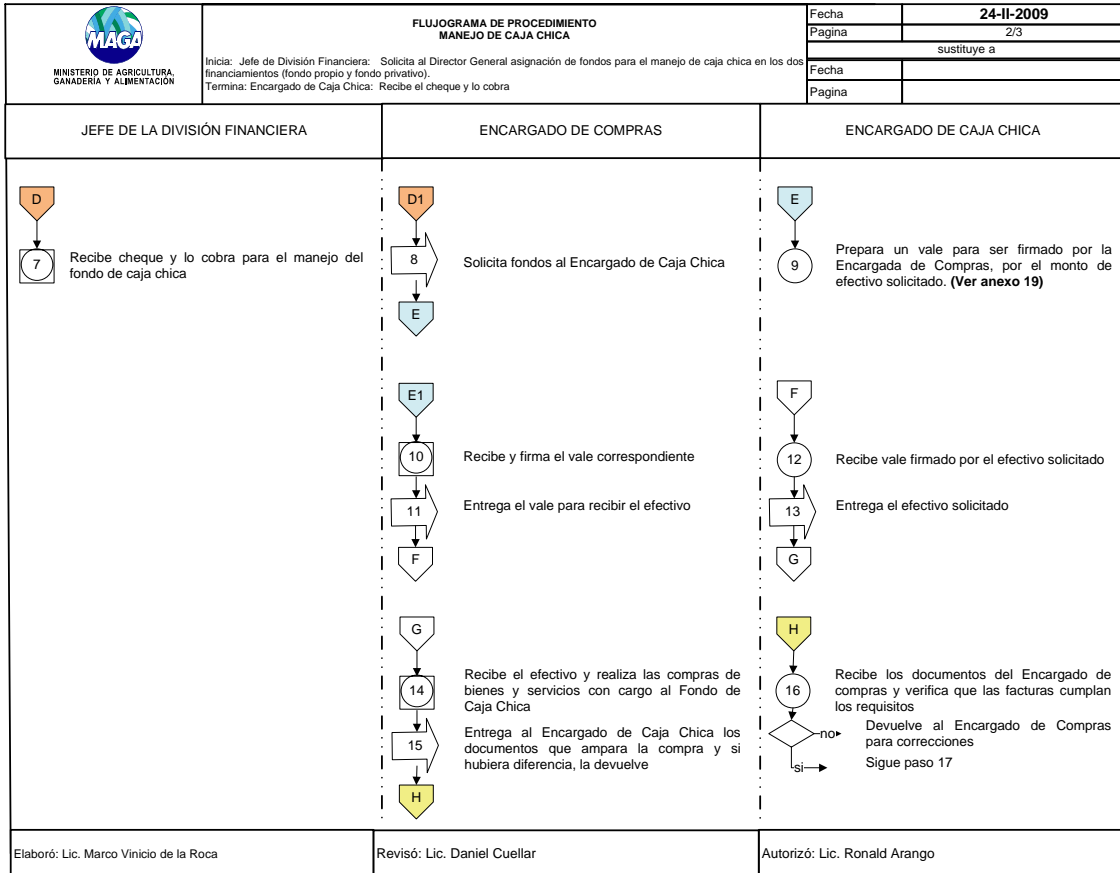 MAGA
MINISTERIO DE AGRICULTURA,
GANADERÍA Y ALIMENTACIÓN
FLUJOGRAMA DE PROCEDIMIENTO
MANEJO DE CAJA CHICA
Inicia: Jefe de División Financiera: Solicita al Director General asignación de fondos para el manejo de caja chica en los dos
financiamientos (fondo propio y fondo privativo).
Termina: Encargado de Caja Chica: Recibe el cheque y lo cobra
Fecha 24-II-2009
Pagina 2/3
sustituye a
Fecha
Pagina
JEFE DE LA DIVISIÓN FINANCIERA
ENCARGADO DE COMPRAS
ENCARGADO DE CAJA CHICA
D
7
Recibe cheque y lo cobra para el manejo del
fondo de caja chica
D1
8
Solicita fondos al Encargado de Caja Chica
E
E
9
Prepara un vale para ser firmado por la
Encargada de Compras, por el monto de
efectivo solicitado. (Ver anexo 19)
E1
10
Recibe y firma el vale correspondiente
11
Entrega el vale para recibir el efectivo
F
F
12
Recibe vale firmado por el efectivo solicitado
13
Entrega el efectivo solicitado
G
G
14
Recibe el efectivo y realiza las compras de
bienes y servicios con cargo al Fondo de
Caja Chica
15
Entrega al Encargado de Caja Chica los
documentos que ampara la compra y si
hubiera diferencia, la devuelve
H
H
16
Recibe los documentos del Encargado de
compras y verifica que las facturas cumplan
los requisitos
no
Devuelve al Encargado de Compras
para correcciones
si
Sigue paso 17
Elaboró: Lic. Marco Vinicio de la Roca
Revisó: Lic. Daniel Cuellar
Autorizó: Lic. Ronald Arango